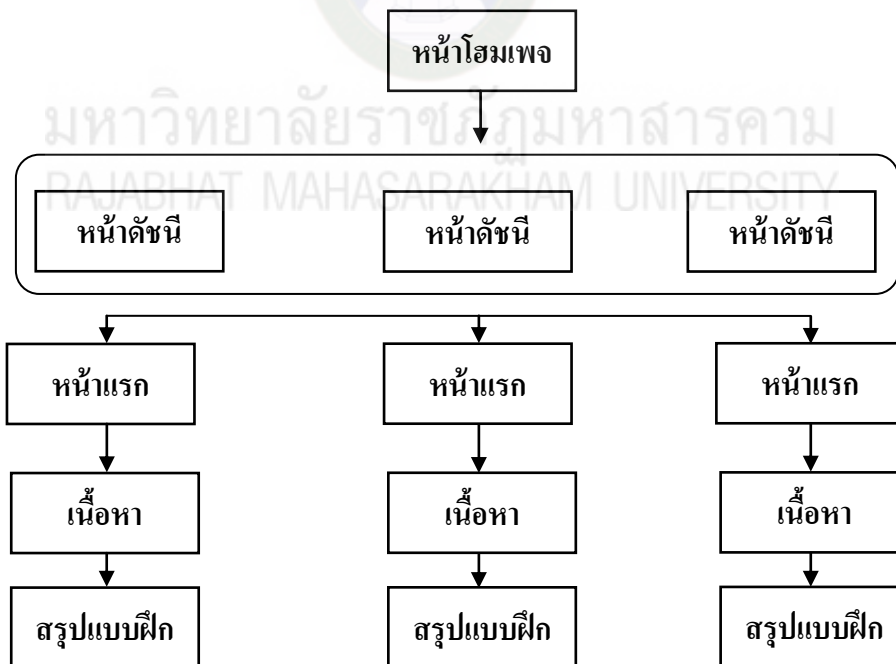 หน้าโฮมเพจ
มหาวิทยาลัยราชภัฏมหาสารคาม
RAJABHAT MAHASARAKHAM UNIVERSITY
หน้าดัชนี หน้าดัชนี หน้าดัชนี
หน้าแรก หน้าแรก หน้าแรก
เนื้อหา เนื้อหา เนื้อหา
สรุปแบบฝึก สรุปแบบฝึก สรุปแบบฝึก